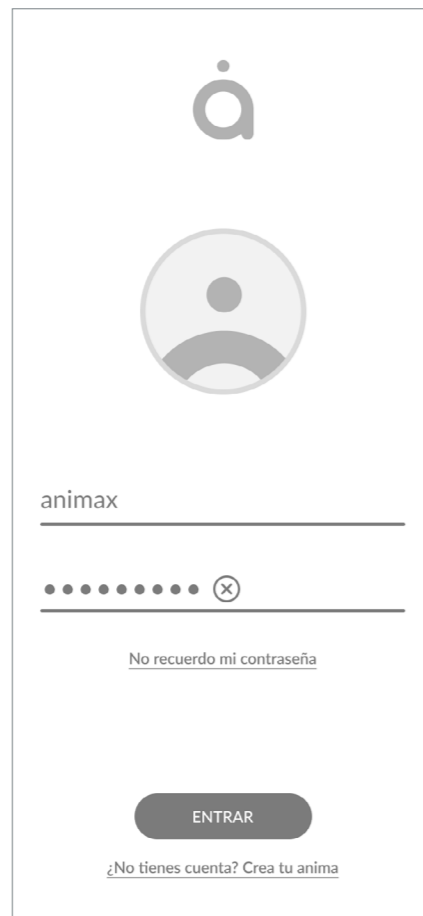 ȧ
animax
No recuerdo mi contraseña
ENTRAR
¿No tienes cuenta? Crea tu anima